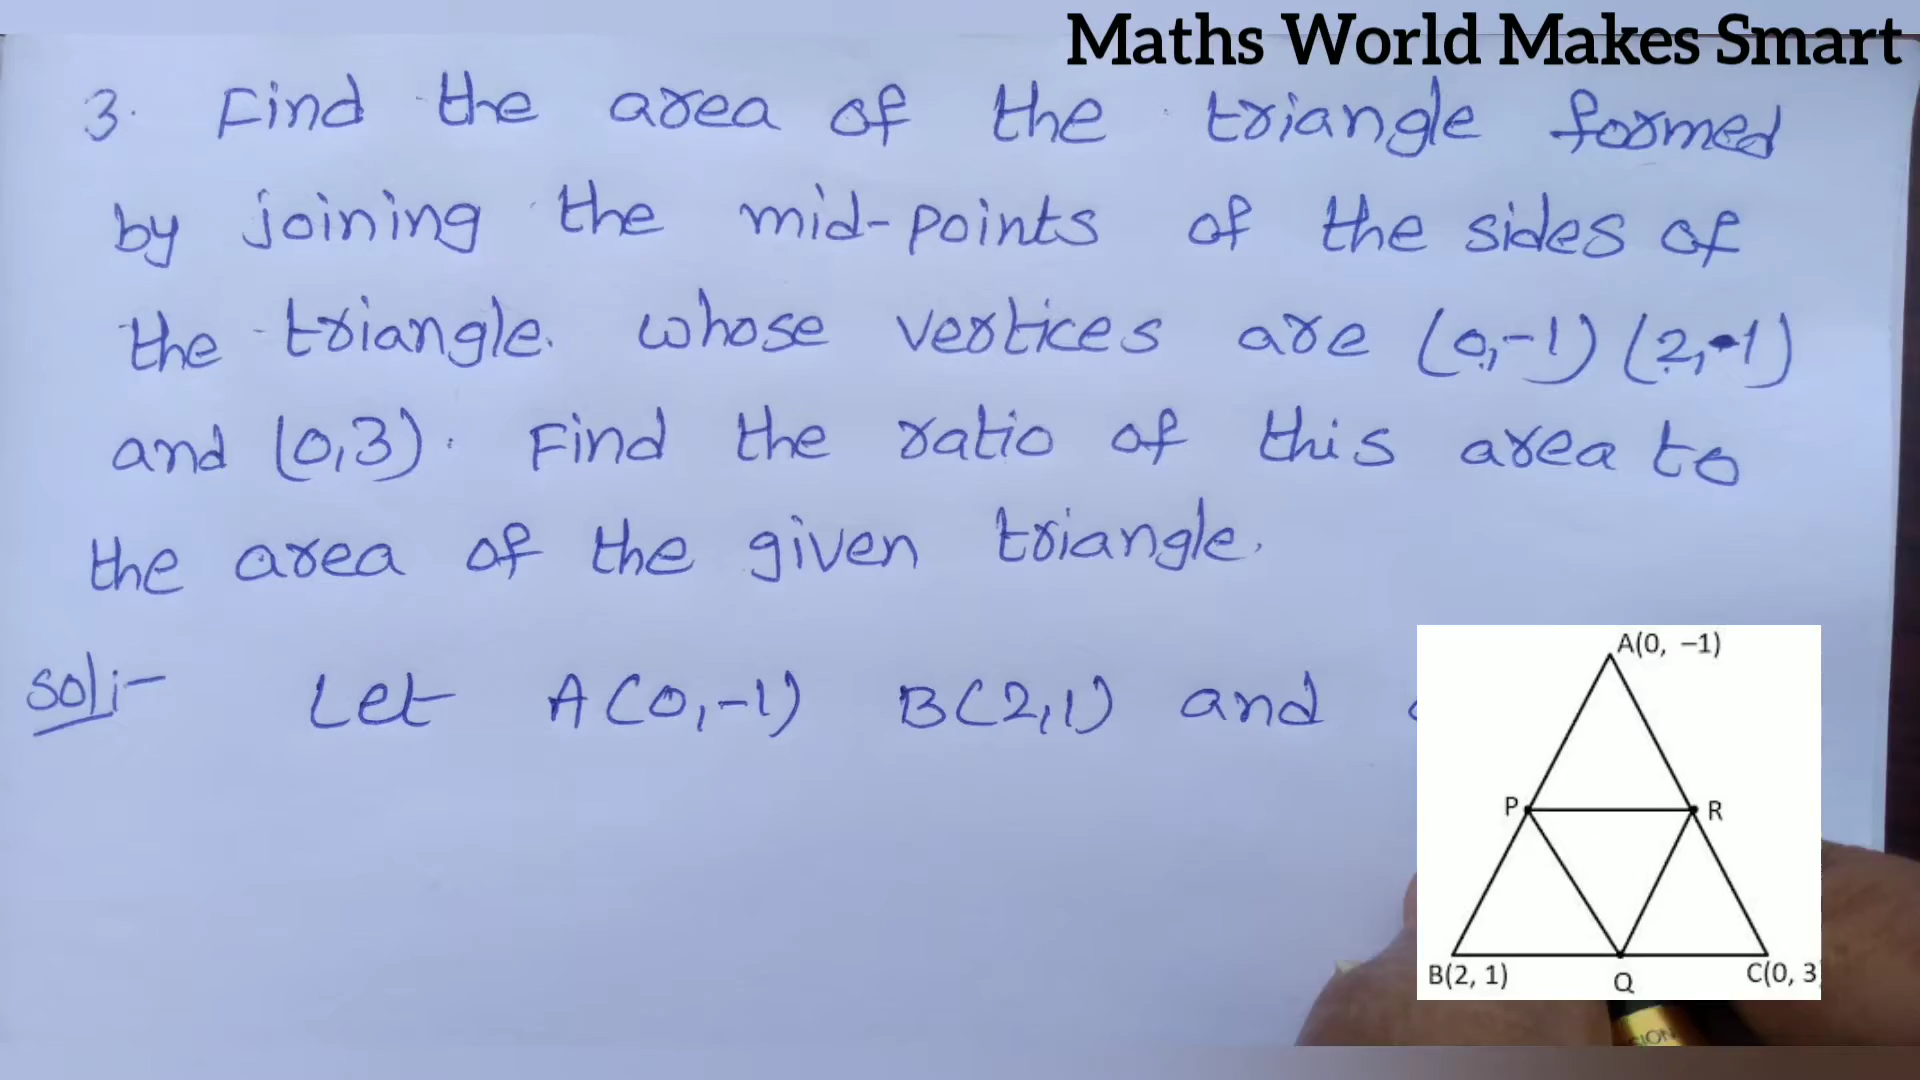 Maths World Makes Smart
3. Find the area of the triangle formed
by joining the mid-points of the sides of
the triangle. whose vertices are (0,-1) (2,1)
and (0,3). Find the ratio of this area to
the area of the given triangle.
Sol:- Let A(0,-1) B(2,1) and
A(0, −1)
P R
B(2, 1) Q C(0, 3
SION